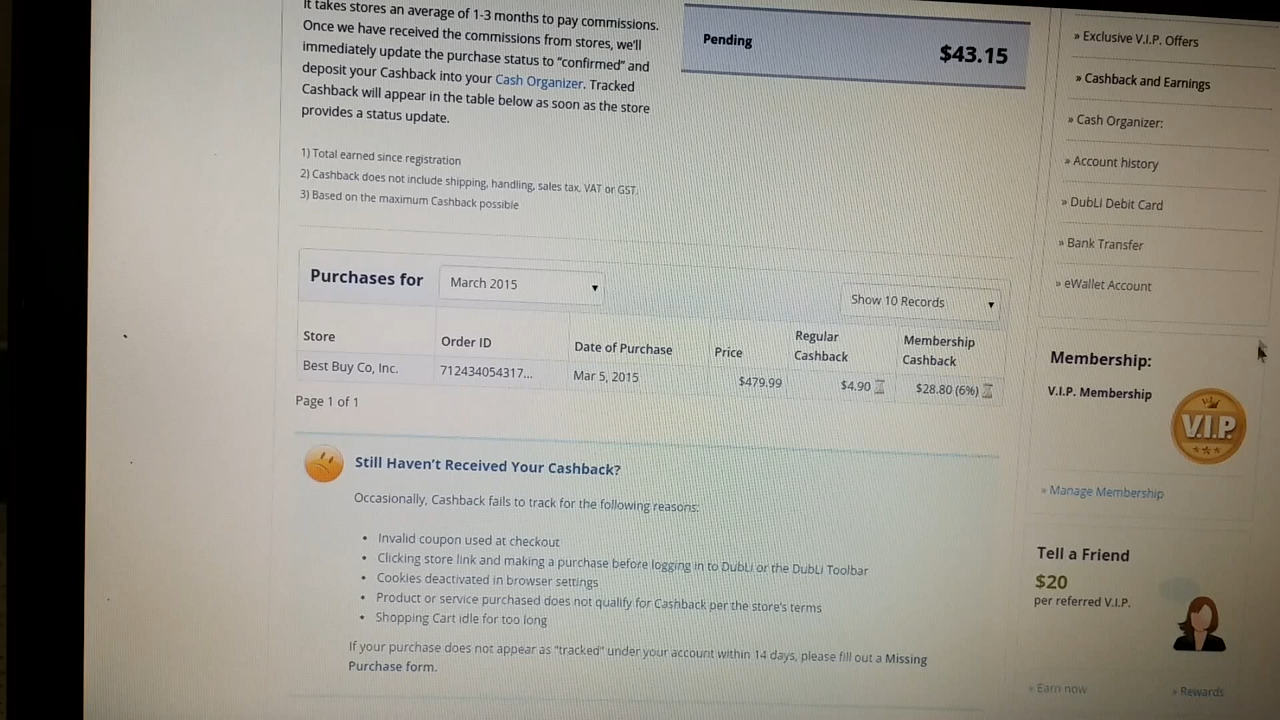 It takes stores an average of 1-3 months to pay commissions.
Once we have received the commissions from stores, we'll
immediately update the purchase status to "confirmed" and
deposit your Cashback into your Cash Organizer. Tracked
Cashback will appear in the table below as soon as the store
provides a status update.
Pending $43.15
1) Total earned since registration
2) Cashback does not include shipping, handling, sales tax, VAT or GST.
3) Based on the maximum Cashback possible
Purchases for March 2015 Show 10 Records
Store Order ID Date of Purchase Price Regular Cashback Membership Cashback
Best Buy Co, Inc. 712434054317... Mar 5, 2015 $479.99 $4.90 $28.80 (6%)
Page 1 of 1
Still Haven't Received Your Cashback?
Occasionally, Cashback fails to track for the following reasons:
• Invalid coupon used at checkout
• Clicking store link and making a purchase before logging in to DubLi or the DubLi Toolbar
• Cookies deactivated in browser settings
• Product or service purchased does not qualify for Cashback per the store's terms
• Shopping Cart idle for too long
If your purchase does not appear as "tracked" under your account within 14 days, please fill out a Missing
Purchase form.
» Exclusive V.I.P. Offers
» Cashback and Earnings
» Cash Organizer:
» Account history
» DubLi Debit Card
» Bank Transfer
» eWallet Account
Membership:
V.I.P. Membership
V.I.P.
» Manage Membership
Tell a Friend
$20
per referred V.I.P.
» Earn now
» Rewards